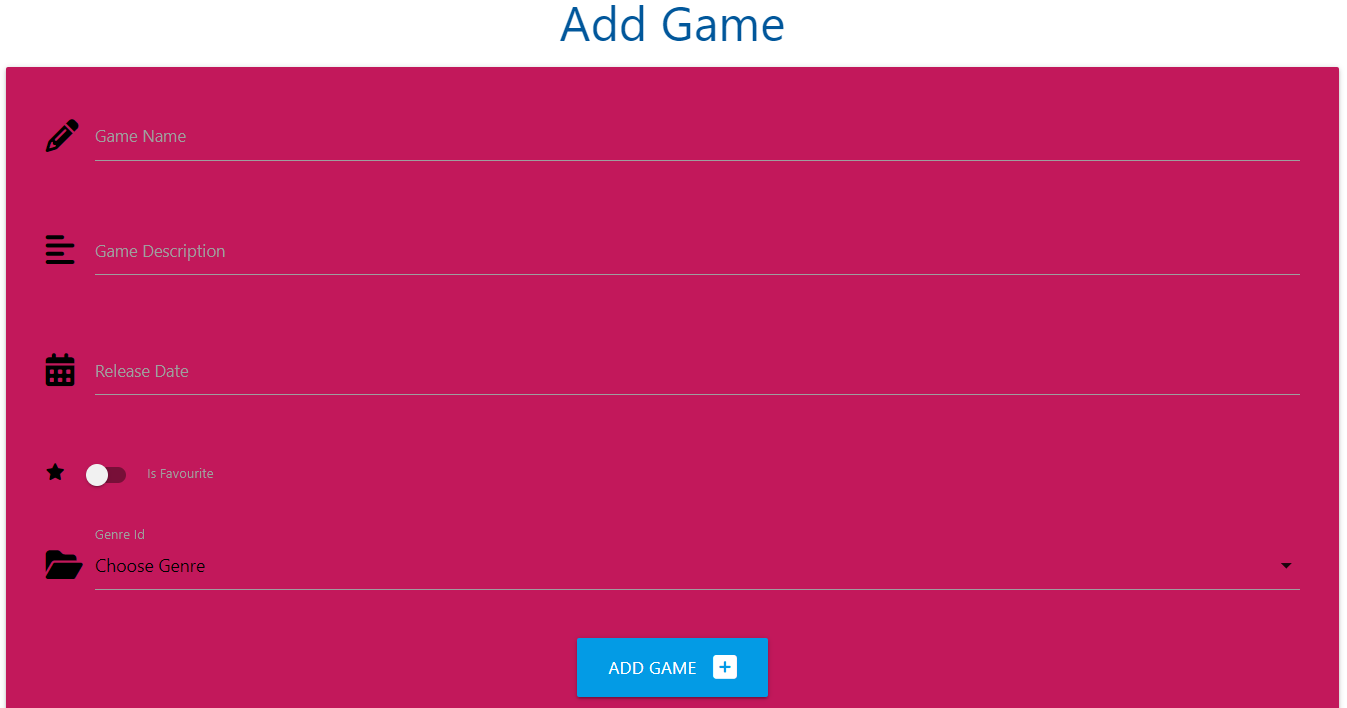 Add Game
Game Name
Game Description
Release Date
Is Favourite
Genre Id
Choose Genre
ADD GAME